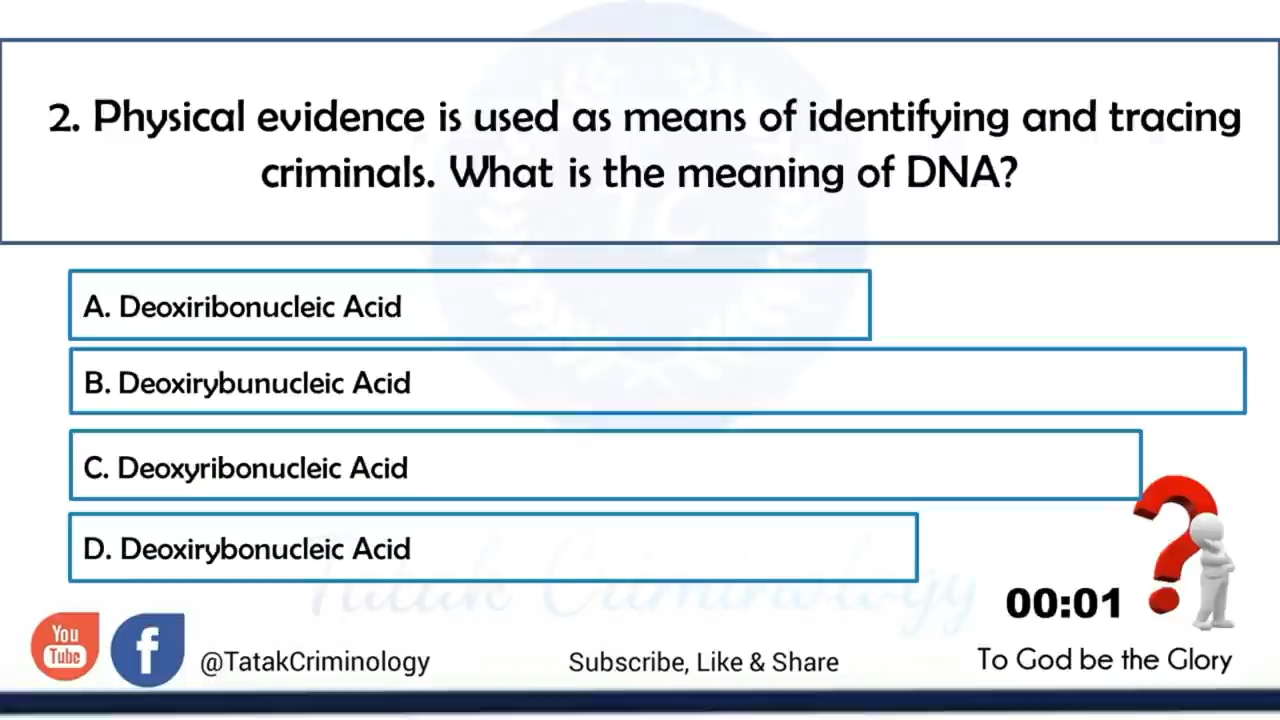 2. Physical evidence is used as means of identifying and tracing
criminals. What is the meaning of DNA?
A. Deoxiribonucleic Acid
B. Deoxirybunucleic Acid
C. Deoxyribonucleic Acid
D. Deoxirybonucleic Acid
Tatak Criminology
00:01
You
Tube
f
@TatakCriminology
Subscribe, Like & Share
To God be the Glory